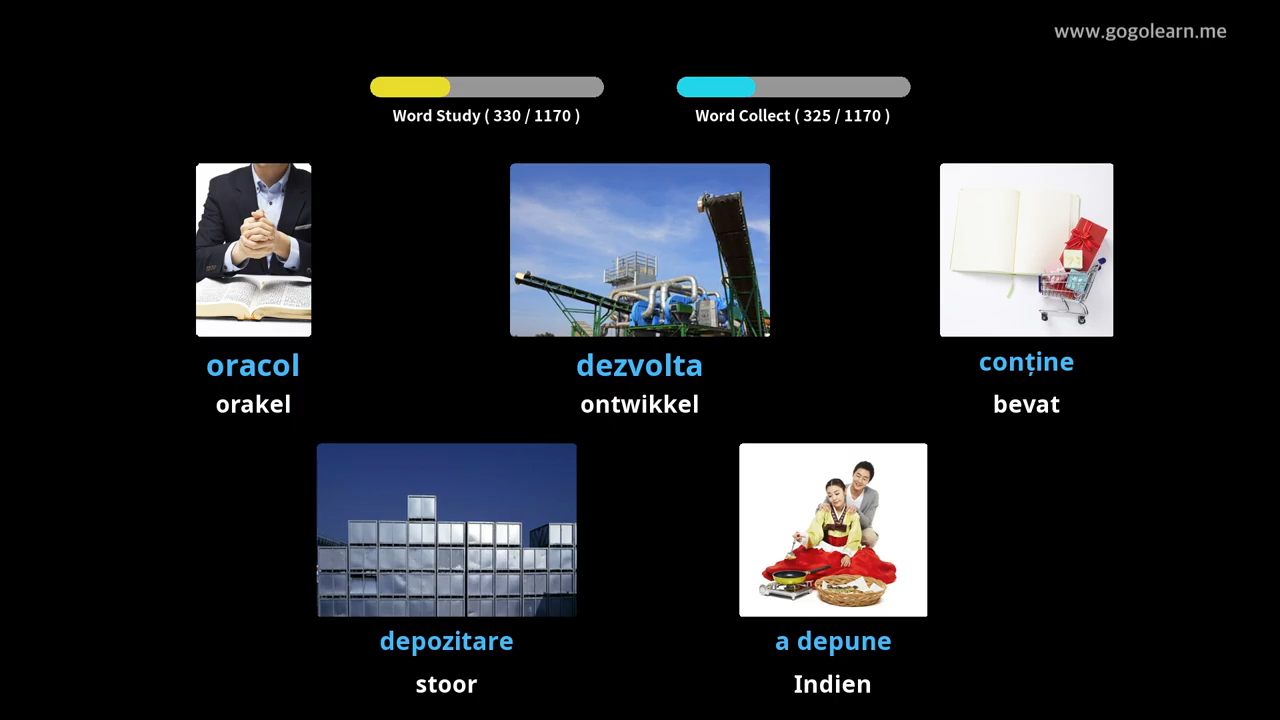 www.gogolearn.me
Word Study ( 330 / 1170 )
Word Collect ( 325 / 1170 )
oracol
dezvolta
conține
orakel
ontwikkel
bevat
depozitare
a depune
stoor
Indien